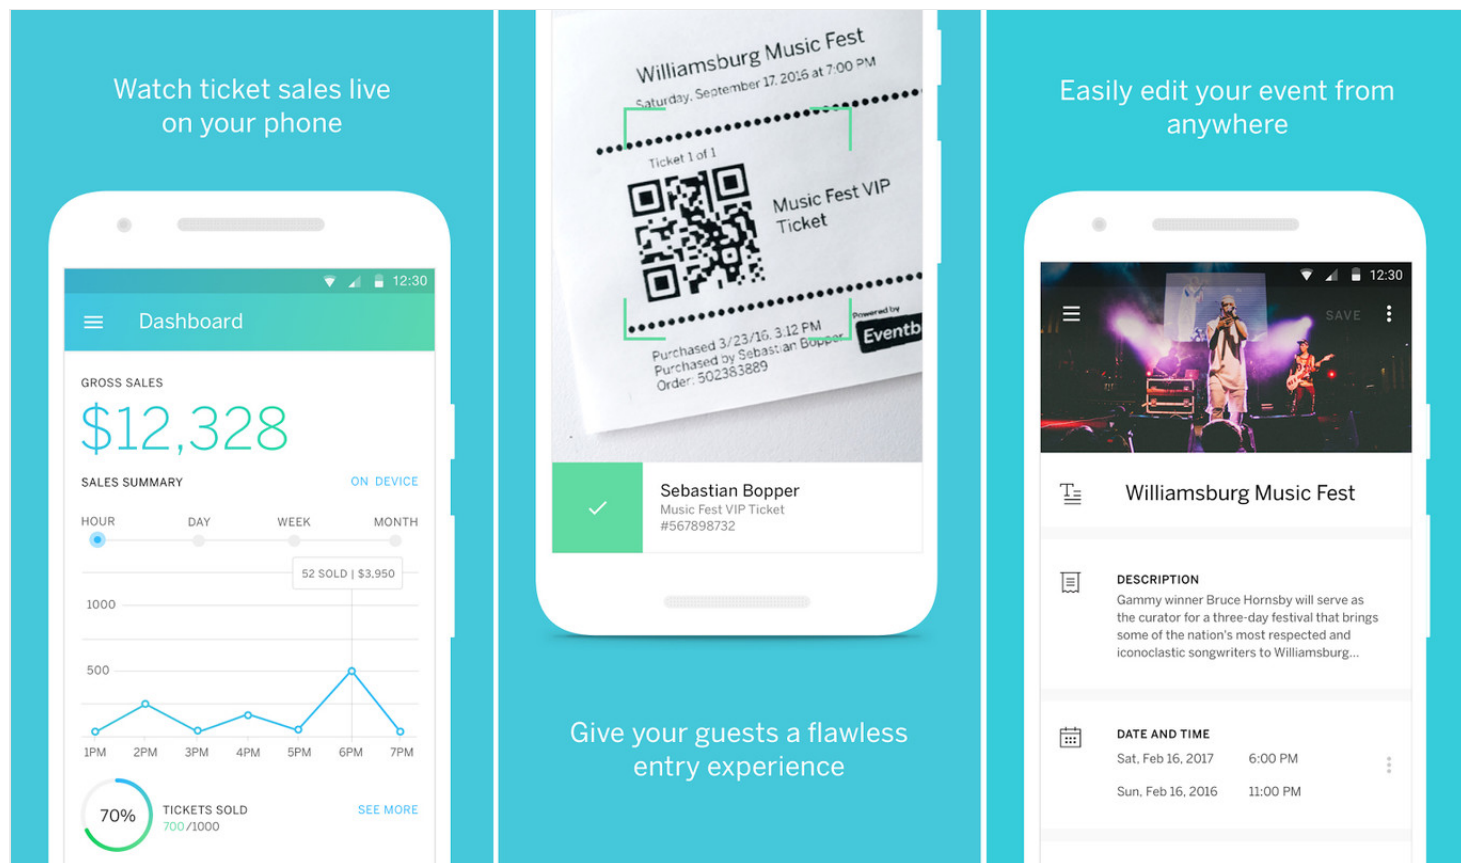 Watch ticket sales live
on your phone
12:30
Dashboard
GROSS SALES
$12,328
SALES SUMMARY
ON DEVICE
HOUR DAY WEEK MONTH
52 SOLD | $3,950
1000
500
1PM 2PM 3PM 4PM 5PM 6PM 7PM
70%
TICKETS SOLD
700/1000
SEE MORE
Williamsburg Music Fest
Saturday, September 17, 2016 at 7:00 PM
Ticket 1 of 1
Music Fest VIP
Ticket
Purchased 3/23/16, 3:12 PM
Purchased by Sebastian Bopper
Order: 502383889
Powered by
Eventb
Sebastian Bopper
Music Fest VIP Ticket
#567898732
Give your guests a flawless
entry experience
Easily edit your event from
anywhere
12:30
SAVE
Williamsburg Music Fest
DESCRIPTION
Gammy winner Bruce Hornsby will serve as
the curator for a three-day festival that brings
some of the nation's most respected and
iconoclastic songwriters to Williamsburg...
DATE AND TIME
Sat, Feb 16, 2017 6:00 PM
Sun, Feb 16, 2016 11:00 PM